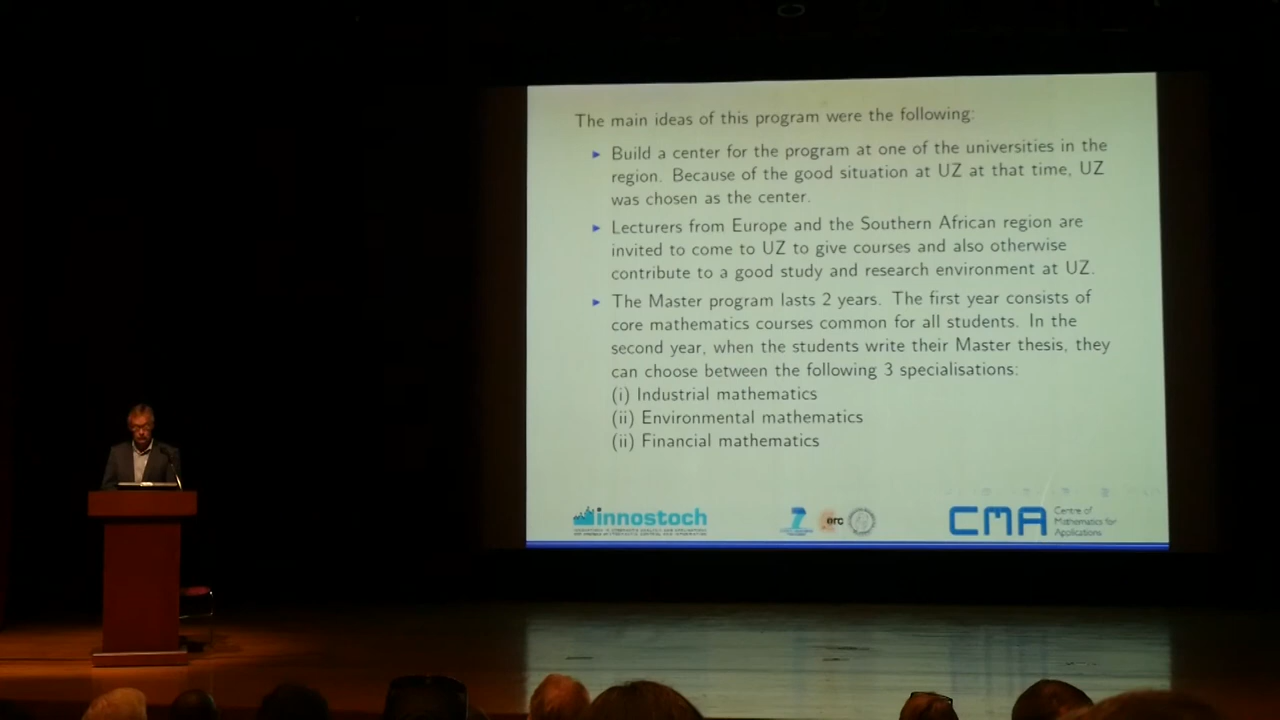 The main ideas of this program were the following:
► Build a center for the program at one of the universities in the
region. Because of the good situation at UZ at that time, UZ
was chosen as the center.
► Lecturers from Europe and the Southern African region are
invited to come to UZ to give courses and also otherwise
contribute to a good study and research environment at UZ.
► The Master program lasts 2 years. The first year consists of
core mathematics courses common for all students. In the
second year, when the students write their Master thesis, they
can choose between the following 3 specialisations:
(i) Industrial mathematics
(ii) Environmental mathematics
(ii) Financial mathematics
innostoch
7
erc
CMA
Centre of
Mathematics for
Applications